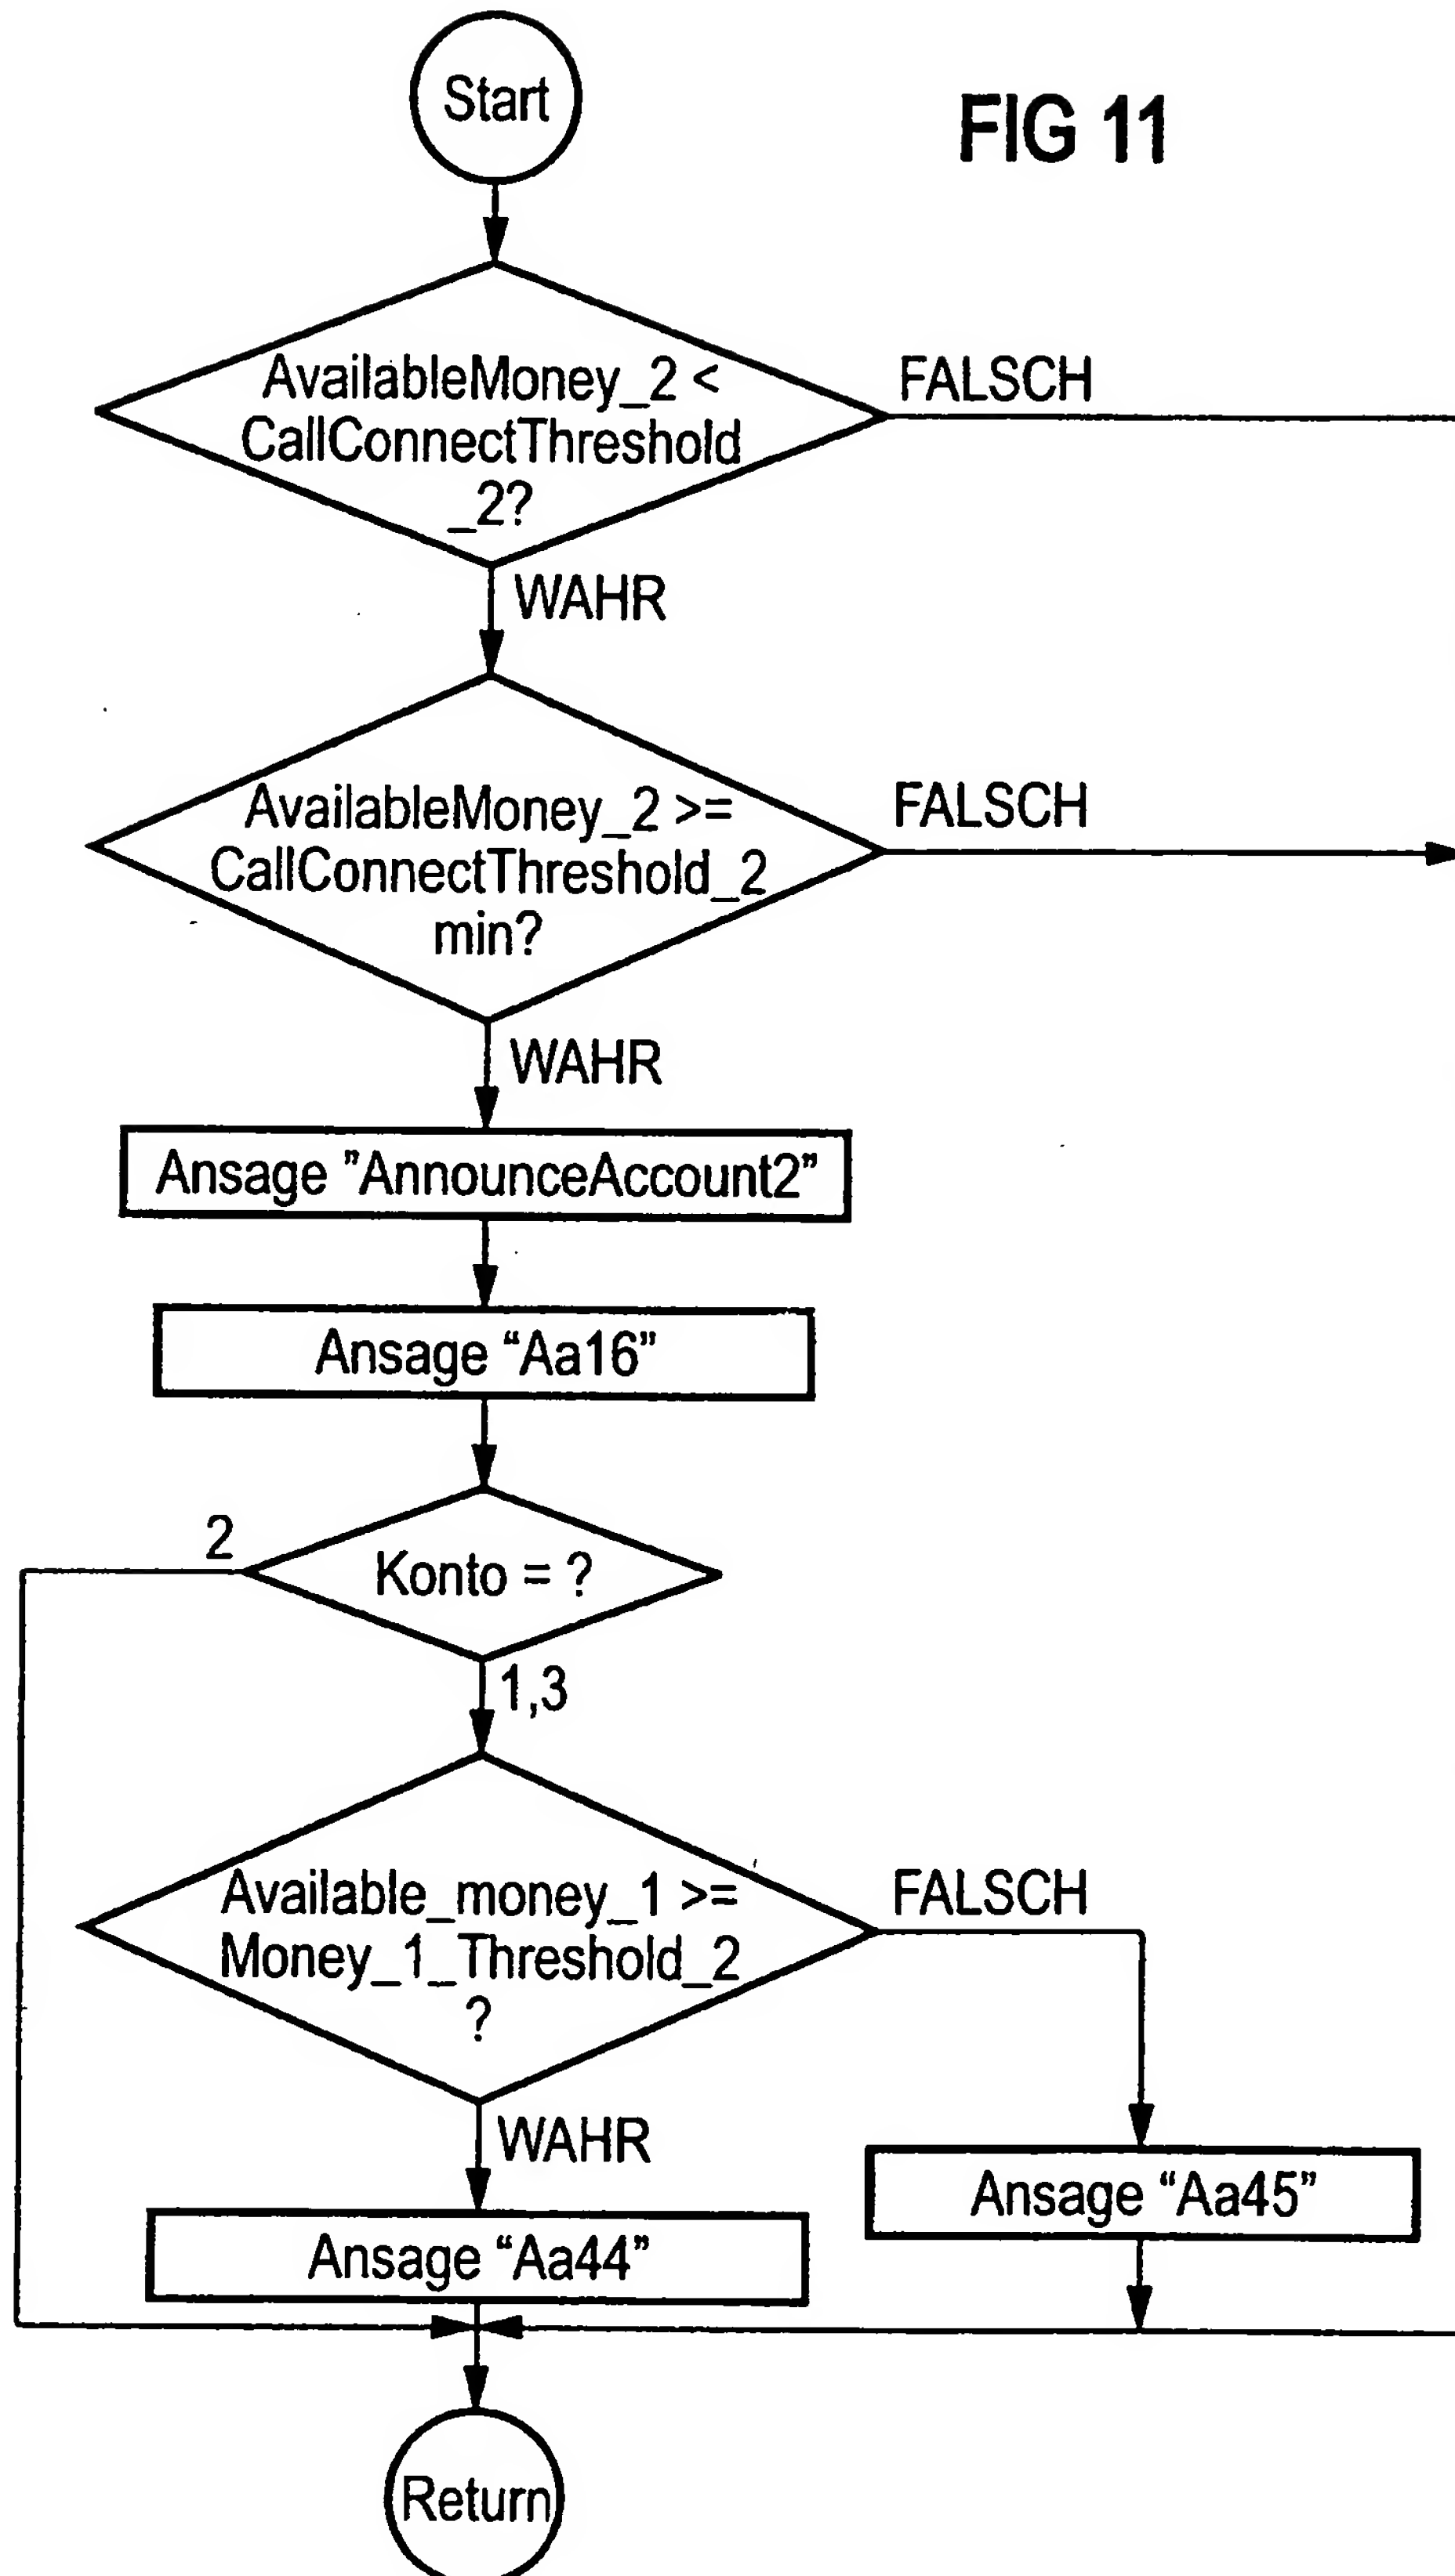 Start
FIG 11
AvailableMoney_2 <
CallConnectThreshold
_2?
FALSCH
WAHR
AvailableMoney_2 >=
CallConnectThreshold_2
min?
FALSCH
WAHR
Ansage ”AnnounceAccount2”
Ansage “Aa16”
2
Konto = ?
1,3
Available_money_1 >=
Money_1_Threshold_2
?
FALSCH
WAHR
Ansage “Aa45”
Ansage “Aa44”
Return